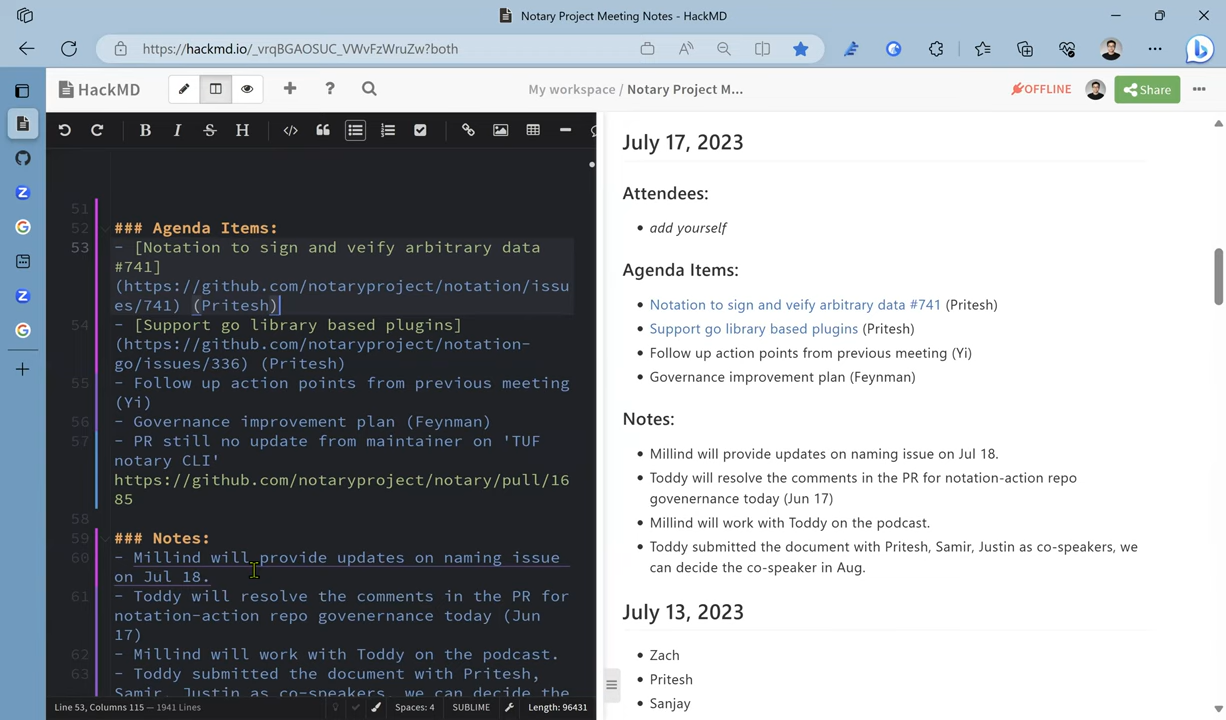 Notary Project Meeting Notes - HackMD
https://hackmd.io/_vrqBGAOSUC_VWvFzWruZw?both
HackMD
My workspace / Notary Project M...
OFFLINE
Share
51
52 ### Agenda Items:
53 - [Notation to sign and veify arbitrary data
#741]
(https://github.com/notaryproject/notation/issu
es/741) (Pritesh)
54 - [Support go library based plugins]
(https://github.com/notaryproject/notation-
go/issues/336) (Pritesh)
55 - Follow up action points from previous meeting
(Yi)
56 - Governance improvement plan (Feynman)
57 - PR still no update from maintainer on 'TUF
notary CLI'
https://github.com/notaryproject/notary/pull/16
85
58
59 ### Notes:
60 - Millind will provide updates on naming issue
on Jul 18.
61 - Toddy will resolve the comments in the PR for
notation-action repo govenernance today (Jun
17)
62 - Millind will work with Toddy on the podcast.
63 - Toddy submitted the document with Pritesh,
Samir, Justin as co-speakers, we can decide the
Line 53, Columns 115 — 1941 Lines
Spaces: 4
SUBLIME
Length: 96431
July 17, 2023
Attendees:
• add yourself
Agenda Items:
• Notation to sign and veify arbitrary data #741 (Pritesh)
• Support go library based plugins (Pritesh)
• Follow up action points from previous meeting (Yi)
• Governance improvement plan (Feynman)
Notes:
• Millind will provide updates on naming issue on Jul 18.
• Toddy will resolve the comments in the PR for notation-action repo
govenernance today (Jun 17)
• Millind will work with Toddy on the podcast.
• Toddy submitted the document with Pritesh, Samir, Justin as co-speakers, we
can decide the co-speaker in Aug.
July 13, 2023
• Zach
• Pritesh
• Sanjay